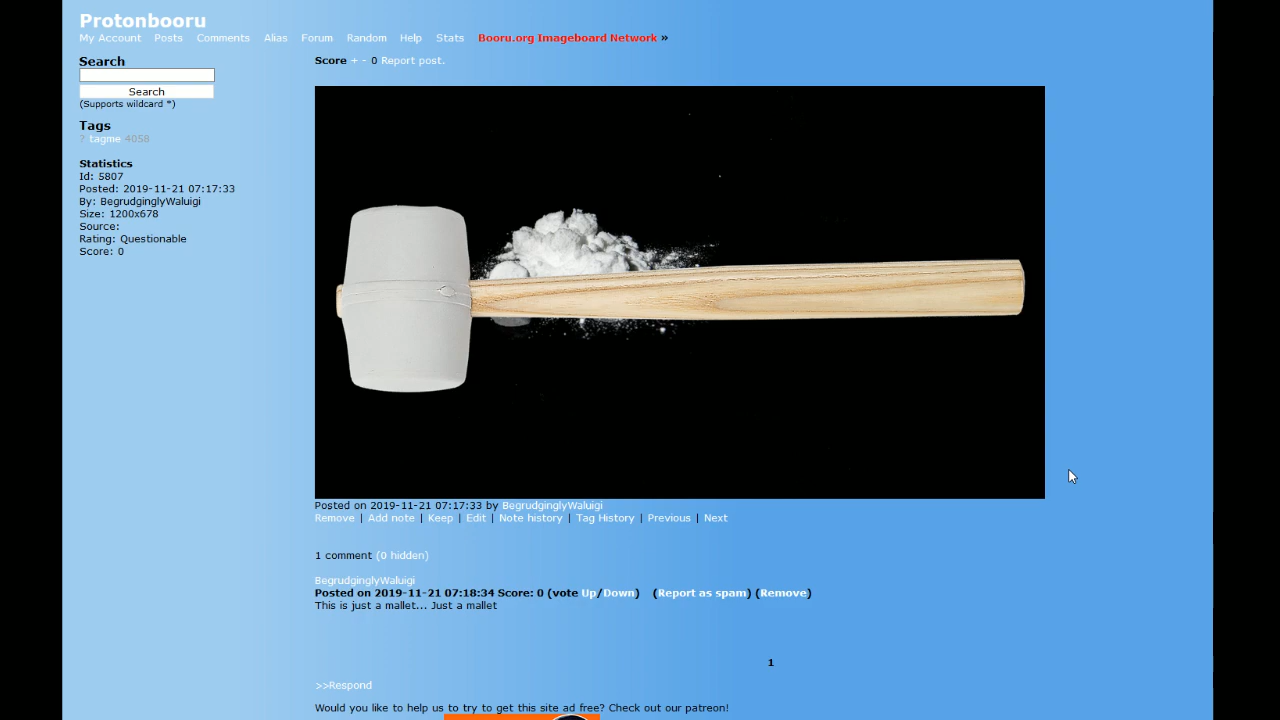 Protonbooru
My Account Posts Comments Alias Forum Random Help Stats Booru.org Imageboard Network »
Search
Search
(Supports wildcard *)
Tags
? tagme 4058
Statistics
Id: 5807
Posted: 2019-11-21 07:17:33
By: BegrudginglyWaluigi
Size: 1200x678
Source:
Rating: Questionable
Score: 0
Score + - 0 Report post.
Posted on 2019-11-21 07:17:33 by BegrudginglyWaluigi
Remove | Add note | Keep | Edit | Note history | Tag History | Previous | Next
1 comment (0 hidden)
BegrudginglyWaluigi
Posted on 2019-11-21 07:18:34 Score: 0 (vote Up/Down) (Report as spam) (Remove)
This is just a mallet... Just a mallet
1
>>Respond
Would you like to help us to try to get this site ad free? Check out our patreon!